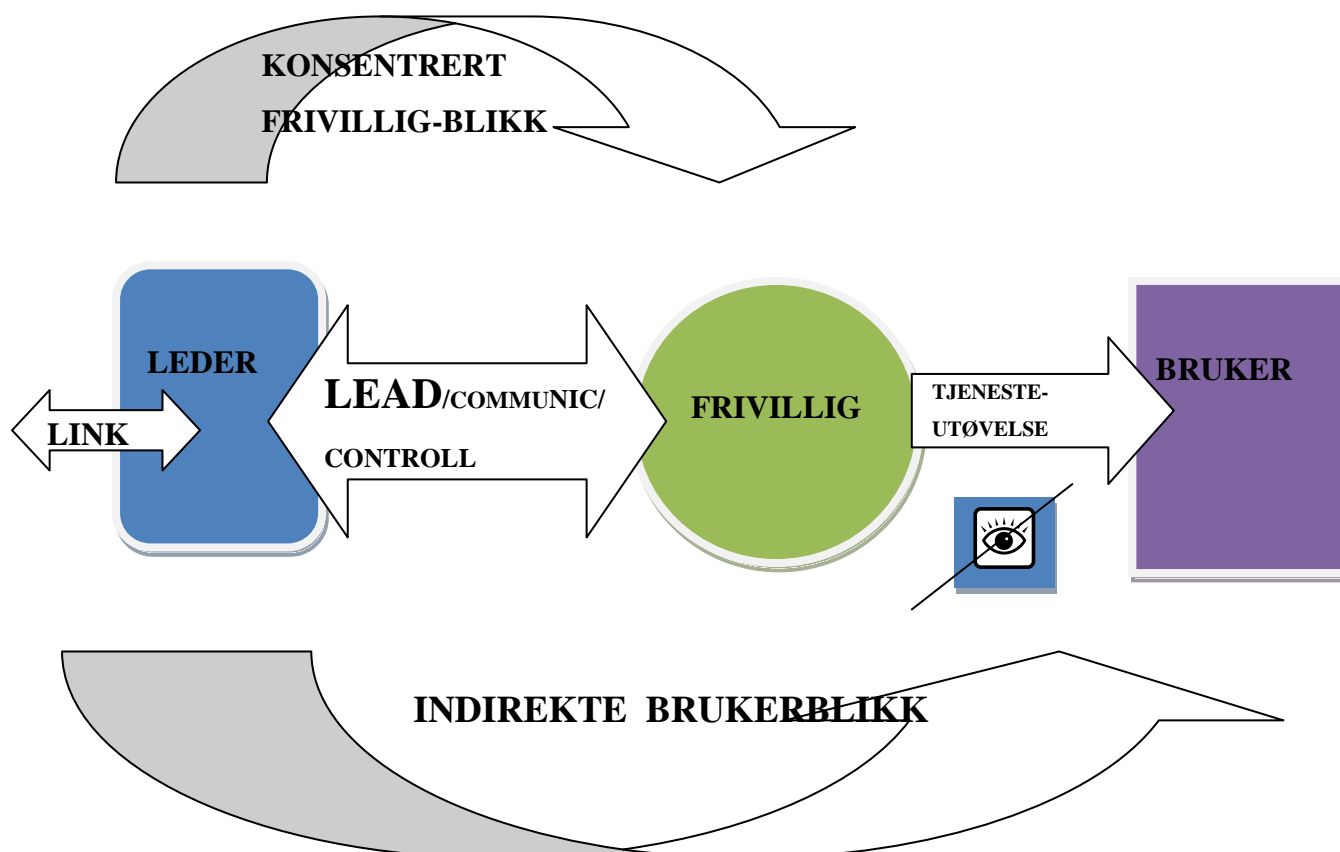 KONSENTRERT
FRIVILLIG-BLIKK
LEDER
LINK
LEAD/COMMUNIC/
CONTROLL
FRIVILLIG
TJENESTE-
UTØVELSE
BRUKER
INDIREKTE BRUKERBLIKK